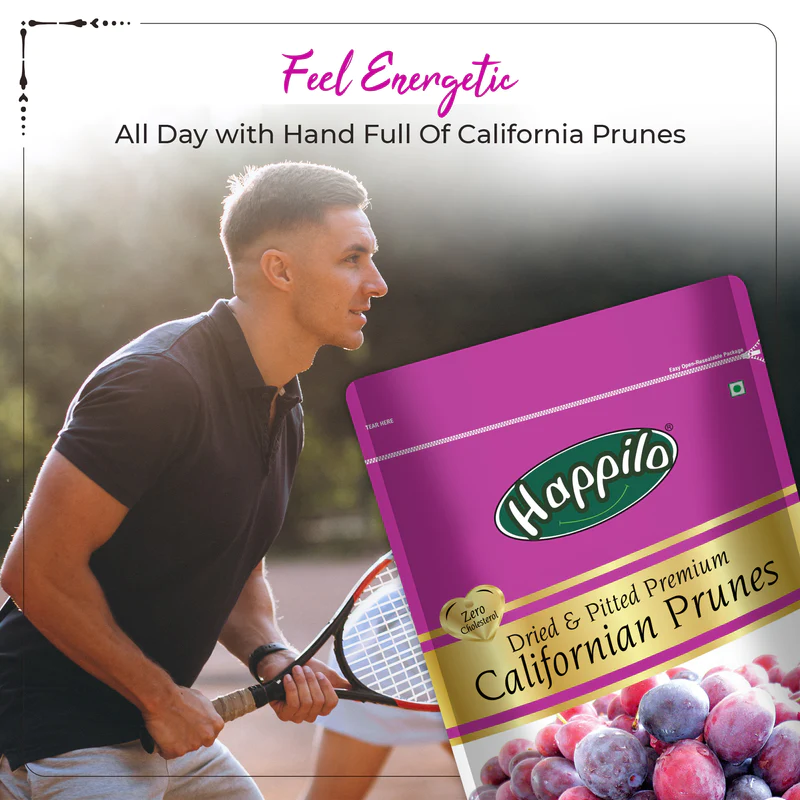 Feel Energetic
All Day with Hand Full Of California Prunes
Easy Open-Resealable Package
TEAR HERE
Happilo®
Zero
Cholesterol
Dried & Pitted Premium
Californian Prunes